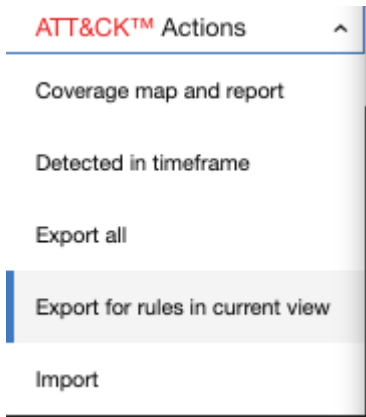 ATT&CK™ Actions
Coverage map and report
Detected in timeframe
Export all
Export for rules in current view
Import